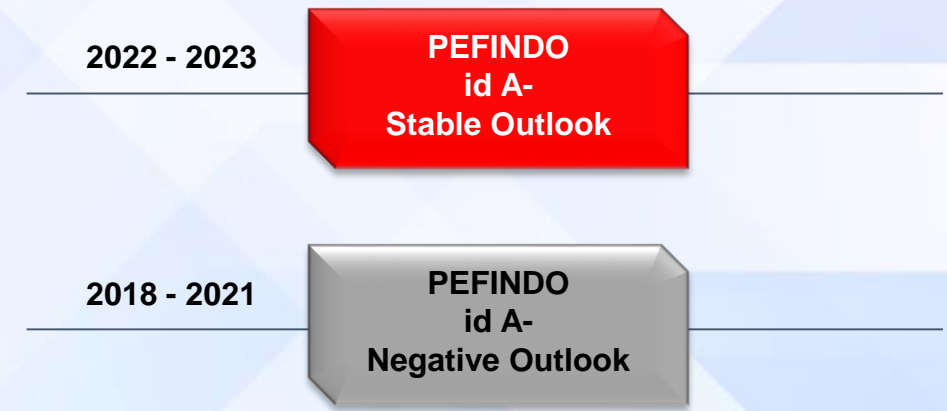 2022 - 2023
PEFINDO
id A-
Stable Outlook
2018 - 2021
PEFINDO
id A-
Negative Outlook